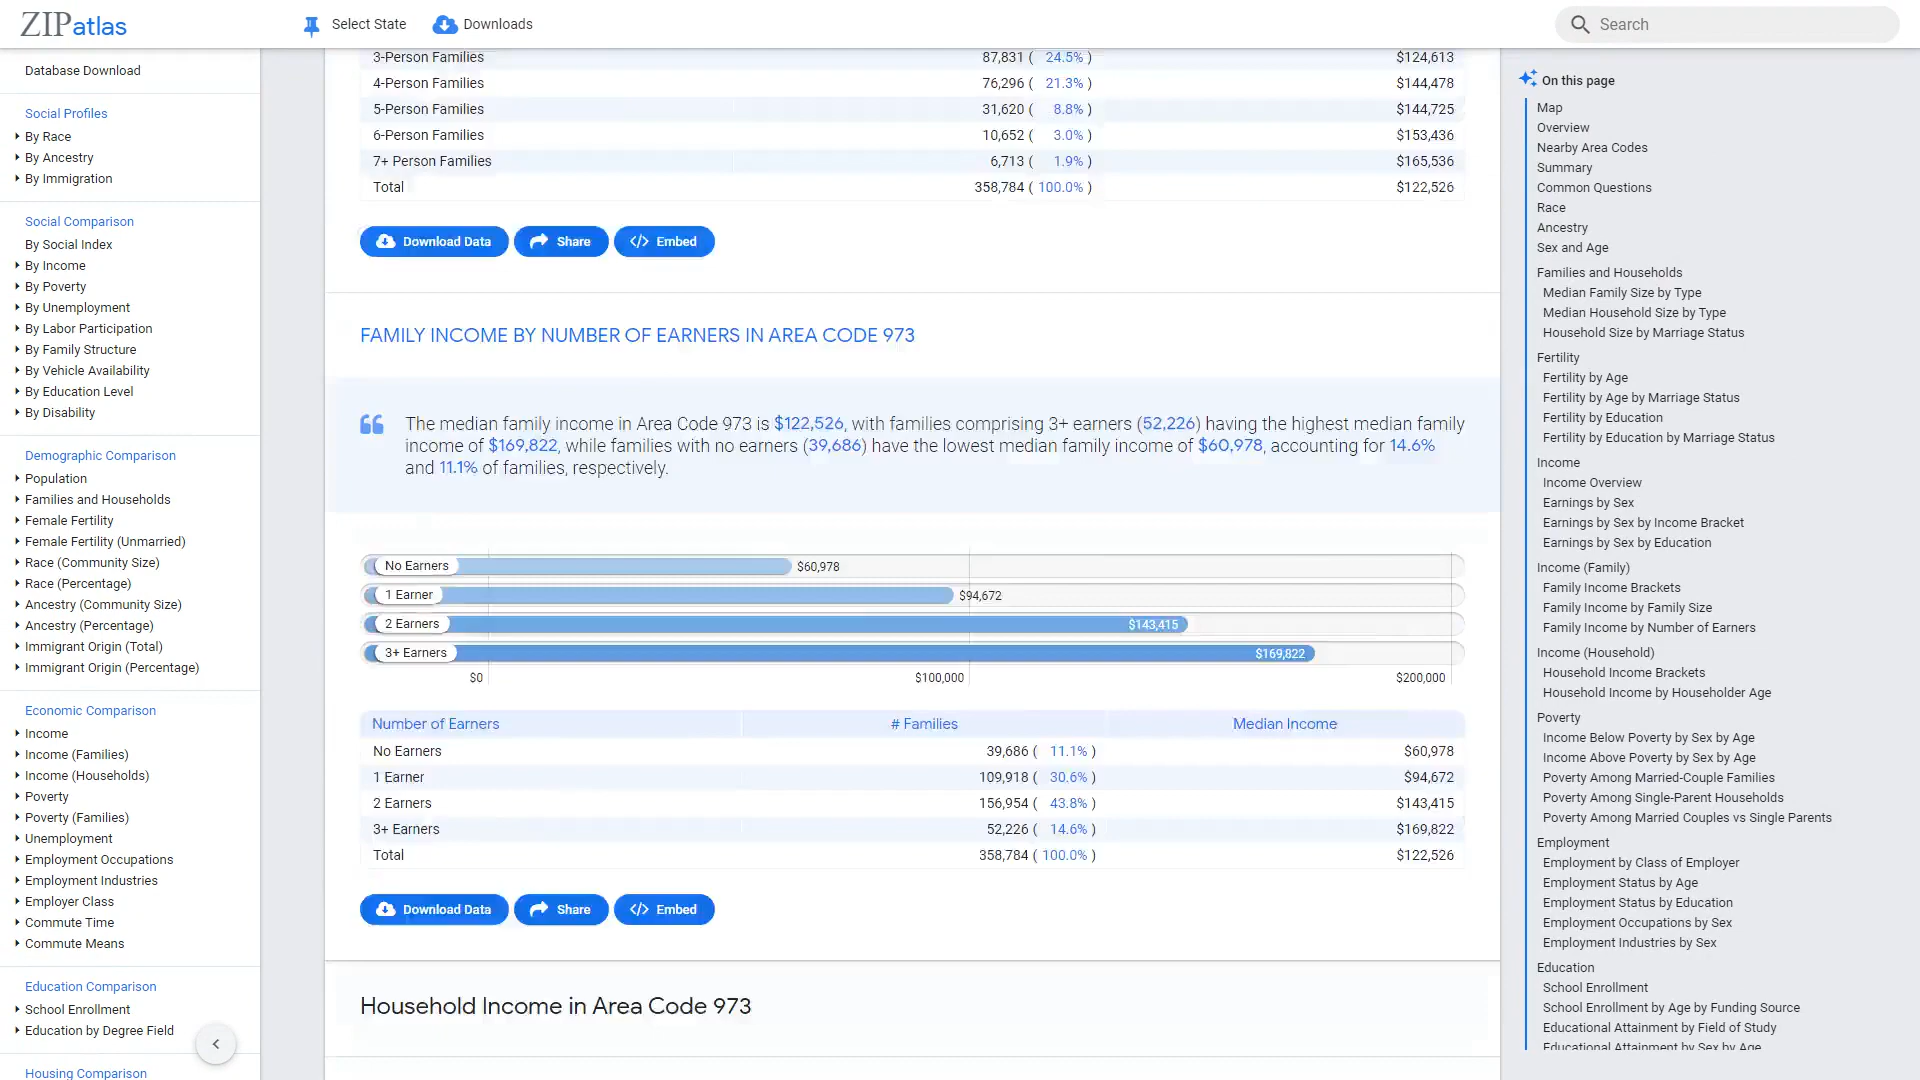 ZIPatlas
Select State
Downloads
Search
Database Download
Social Profiles
By Race
By Ancestry
By Immigration
Social Comparison
By Social Index
By Income
By Poverty
By Unemployment
By Labor Participation
By Family Structure
By Vehicle Availability
By Education Level
By Disability
Demographic Comparison
Population
Families and Households
Female Fertility
Female Fertility (Unmarried)
Race (Community Size)
Race (Percentage)
Ancestry (Community Size)
Ancestry (Percentage)
Immigrant Origin (Total)
Immigrant Origin (Percentage)
Economic Comparison
Income
Income (Families)
Income (Households)
Poverty
Poverty (Families)
Unemployment
Employment Occupations
Employment Industries
Employer Class
Commute Time
Commute Means
Education Comparison
School Enrollment
Education by Degree Field
Housing Comparison
3-Person Families 87,831 ( 24.5% ) $124,613
4-Person Families 76,296 ( 21.3% ) $144,478
5-Person Families 31,620 ( 8.8% ) $144,725
6-Person Families 10,652 ( 3.0% ) $153,436
7+ Person Families 6,713 ( 1.9% ) $165,536
Total 358,784 ( 100.0% ) $122,526
Download Data Share Embed
FAMILY INCOME BY NUMBER OF EARNERS IN AREA CODE 973
The median family income in Area Code 973 is $122,526, with families comprising 3+ earners (52,226) having the highest median family
income of $169,822, while families with no earners (39,686) have the lowest median family income of $60,978, accounting for 14.6%
and 11.1% of families, respectively.
No Earners $60,978
1 Earner $94,672
2 Earners $143,415
3+ Earners $169,822
$0 $100,000 $200,000
Number of Earners # Families Median Income
No Earners 39,686 ( 11.1% ) $60,978
1 Earner 109,918 ( 30.6% ) $94,672
2 Earners 156,954 ( 43.8% ) $143,415
3+ Earners 52,226 ( 14.6% ) $169,822
Total 358,784 ( 100.0% ) $122,526
Download Data Share Embed
Household Income in Area Code 973
On this page
Map
Overview
Nearby Area Codes
Summary
Common Questions
Race
Ancestry
Sex and Age
Families and Households
Median Family Size by Type
Median Household Size by Type
Household Size by Marriage Status
Fertility
Fertility by Age
Fertility by Age by Marriage Status
Fertility by Education
Fertility by Education by Marriage Status
Income
Income Overview
Earnings by Sex
Earnings by Sex by Income Bracket
Earnings by Sex by Education
Income (Family)
Family Income Brackets
Family Income by Family Size
Family Income by Number of Earners
Income (Household)
Household Income Brackets
Household Income by Householder Age
Poverty
Income Below Poverty by Sex by Age
Income Above Poverty by Sex by Age
Poverty Among Married-Couple Families
Poverty Among Single-Parent Households
Poverty Among Married Couples vs Single Parents
Employment
Employment by Class of Employer
Employment Status by Age
Employment Status by Education
Employment Occupations by Sex
Employment Industries by Sex
Education
School Enrollment
School Enrollment by Age by Funding Source
Educational Attainment by Field of Study
Educational Attainment by Sex by Age